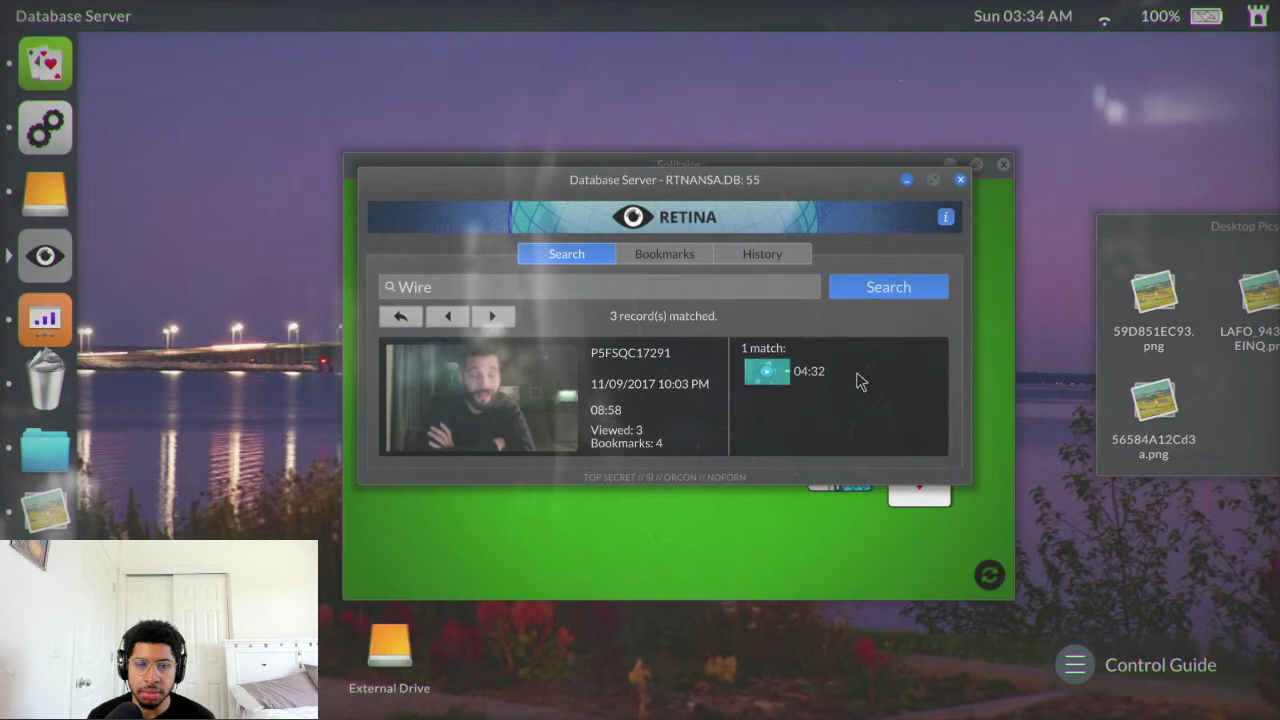 Database Server
Sun 03:34 AM
100%
Solitaire
Database Server - RTNANSA.DB: 55
RETINA
i
Search
Bookmarks
History
Wire
Search
3 record(s) matched.
P5FSQC17291
11/09/2017 10:03 PM
08:58
Viewed: 3
Bookmarks: 4
1 match:
04:32
TOP SECRET // SI // ORCON // NOFORN
Desktop Pics
59D851EC93.
png
LAFO_943
EINQ.pn
56584A12Cd3
a.png
External Drive
Control Guide